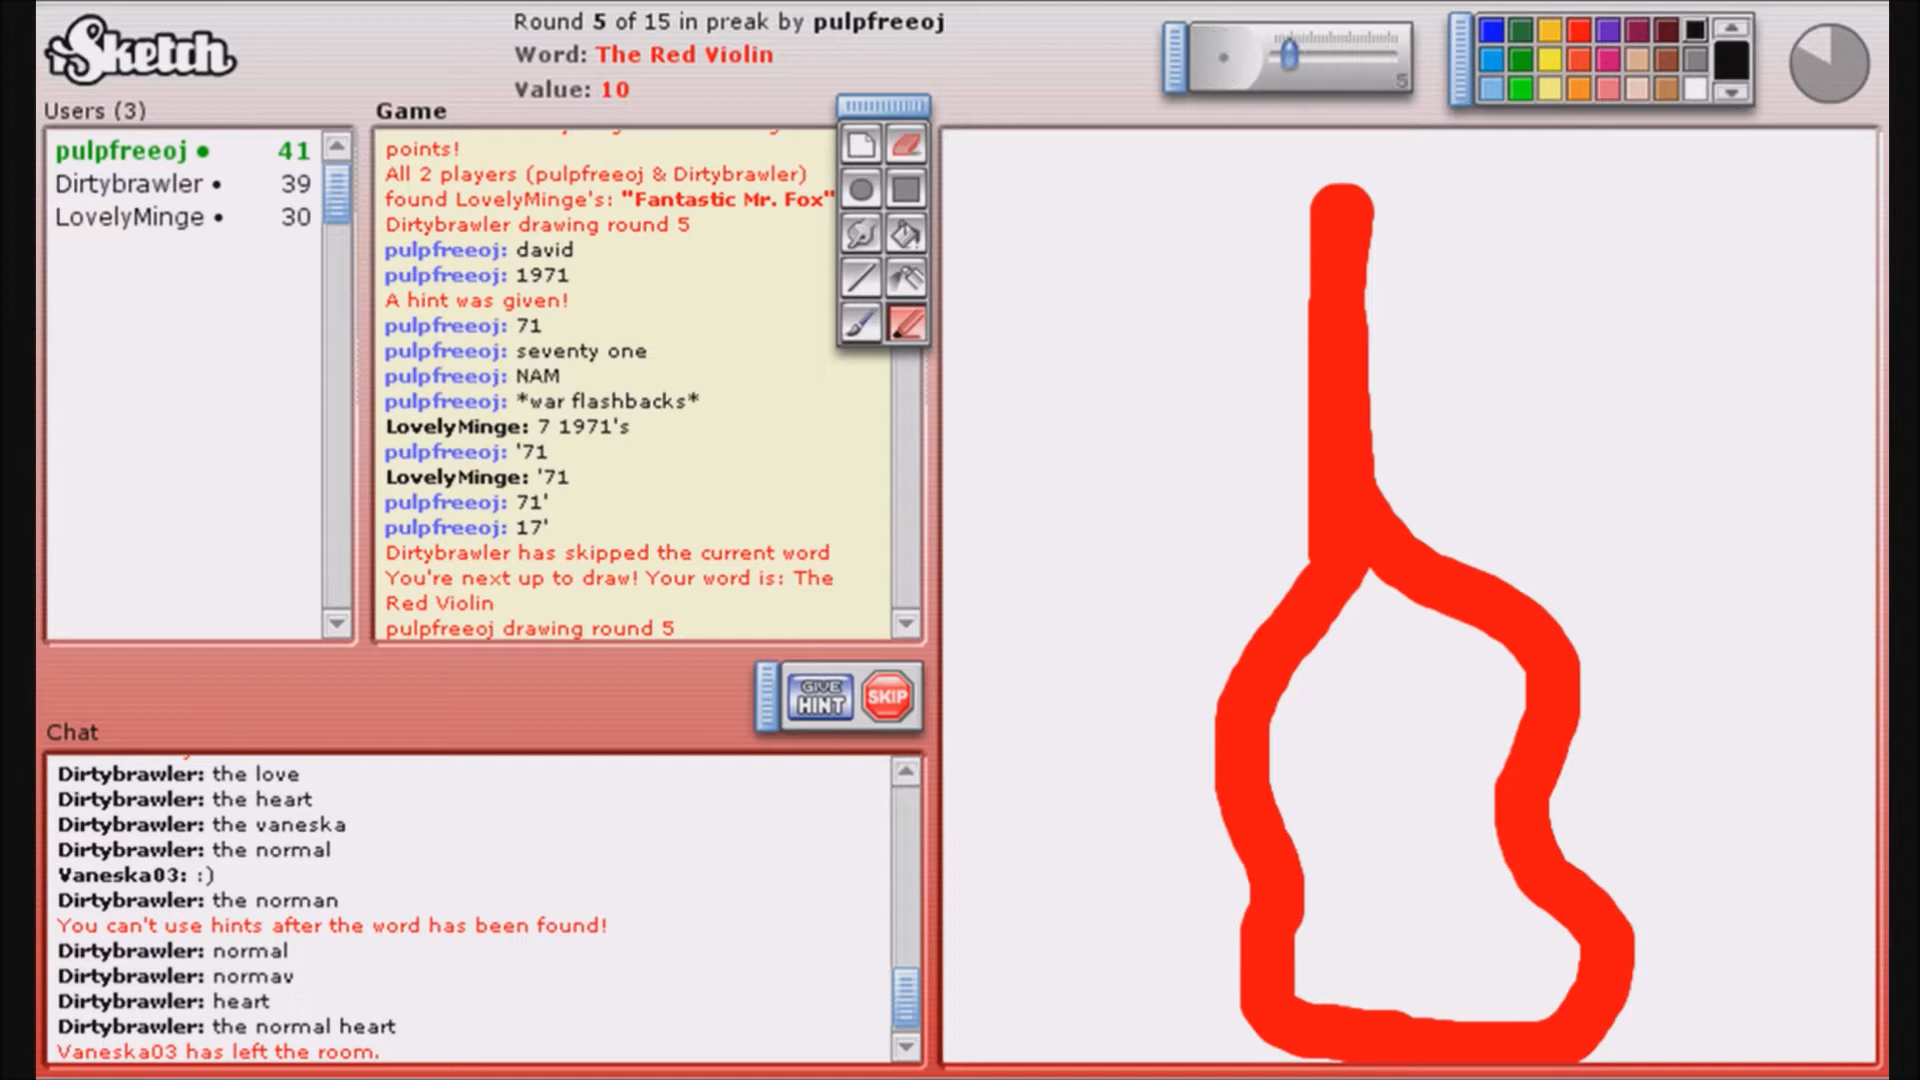 iSketch
Round 5 of 15 in preak by pulpfreeoj
Word: The Red Violin
Value: 10
5
Users (3)
pulpfreeoj • 41
Dirtybrawler • 39
LovelyMinge • 30
Game
points!
All 2 players (pulpfreeoj & Dirtybrawler)
found LovelyMinge's: "Fantastic Mr. Fox"
Dirtybrawler drawing round 5
pulpfreeoj: david
pulpfreeoj: 1971
A hint was given!
pulpfreeoj: 71
pulpfreeoj: seventy one
pulpfreeoj: NAM
pulpfreeoj: *war flashbacks*
LovelyMinge: 7 1971's
pulpfreeoj: '71
LovelyMinge: '71
pulpfreeoj: 71'
pulpfreeoj: 17'
Dirtybrawler has skipped the current word
You're next up to draw! Your word is: The
Red Violin
pulpfreeoj drawing round 5
GIVE
HINT
SKIP
Chat
Dirtybrawler: the love
Dirtybrawler: the heart
Dirtybrawler: the vaneska
Dirtybrawler: the normal
Vaneska03: :)
Dirtybrawler: the norman
You can't use hints after the word has been found!
Dirtybrawler: normal
Dirtybrawler: normav
Dirtybrawler: heart
Dirtybrawler: the normal heart
Vaneska03 has left the room.